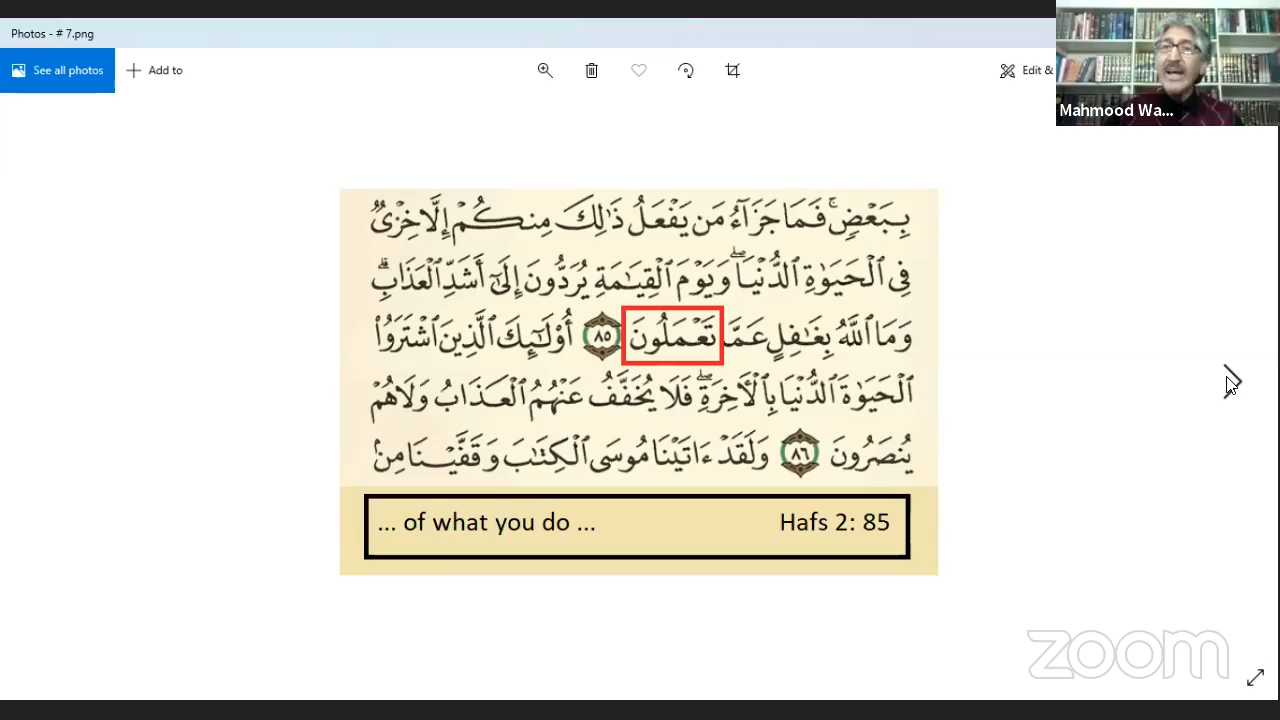 Photos - # 7.png
See all photos
Add to
Edit &
Mahmood Wa...
بِبَعْضٍ ۚ فَمَا جَزَآءُ مَن يَفْعَلُ ذَٰلِكَ مِنكُمْ إِلَّا خِزْىٌ
فِى ٱلْحَيَوٰةِ ٱلدُّنْيَا ۖ وَيَوْمَ ٱلْقِيَـٰمَةِ يُرَدُّونَ إِلَىٰٓ أَشَدِّ ٱلْعَذَابِ ۗ
وَمَا ٱللَّهُ بِغَـٰفِلٍ عَمَّا تَعْمَلُونَ ٨٥ أُو۟لَـٰٓئِكَ ٱلَّذِينَ ٱشْتَرَوُا۟
ٱلْحَيَوٰةَ ٱلدُّنْيَا بِٱلْـَٔاخِرَةِ ۖ فَلَا يُخَفَّفُ عَنْهُمُ ٱلْعَذَابُ وَلَا هُمْ
يُنصَرُونَ ٨٦ وَلَقَدْ ءَاتَيْنَا مُوسَى ٱلْكِتَـٰبَ وَقَفَّيْنَا مِنۢ
... of what you do ... Hafs 2: 85
zoom